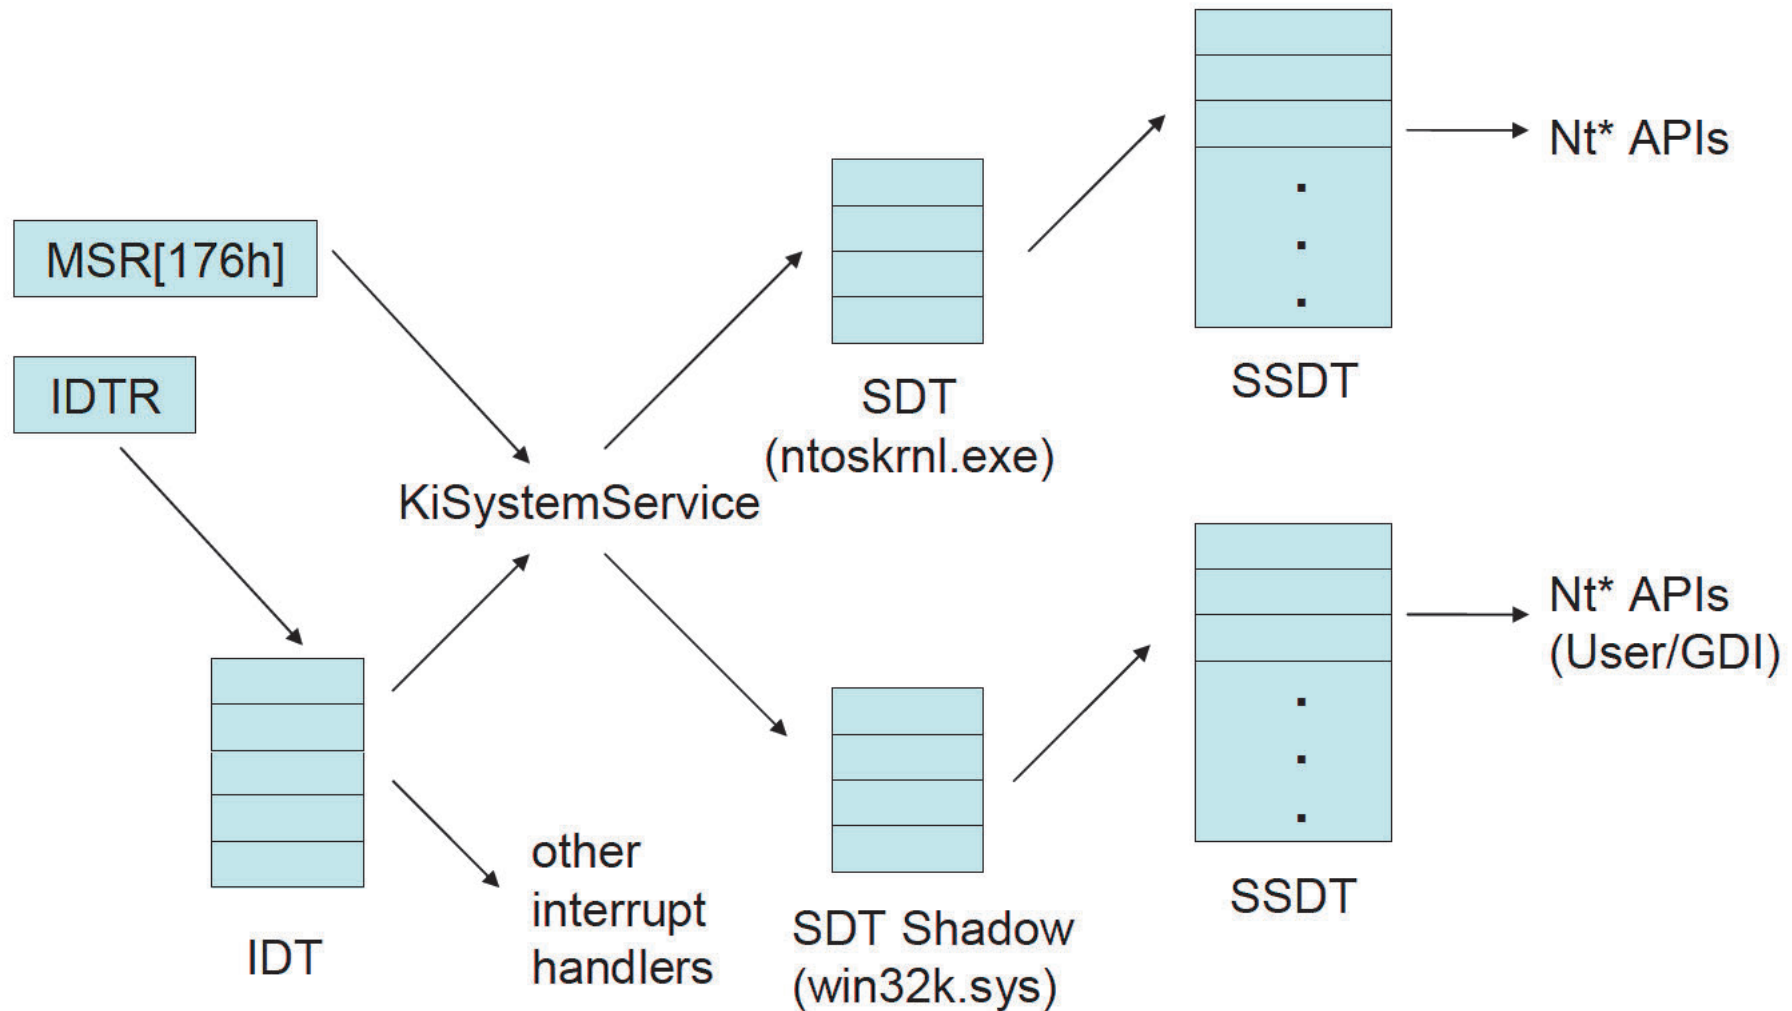 MSR[176h]
IDTR
IDT
other
interrupt
handlers
KiSystemService
SDT
(ntoskrnl.exe)
SDT Shadow
(win32k.sys)
SSDT
Nt* APIs
SSDT
Nt* APIs
(User/GDI)